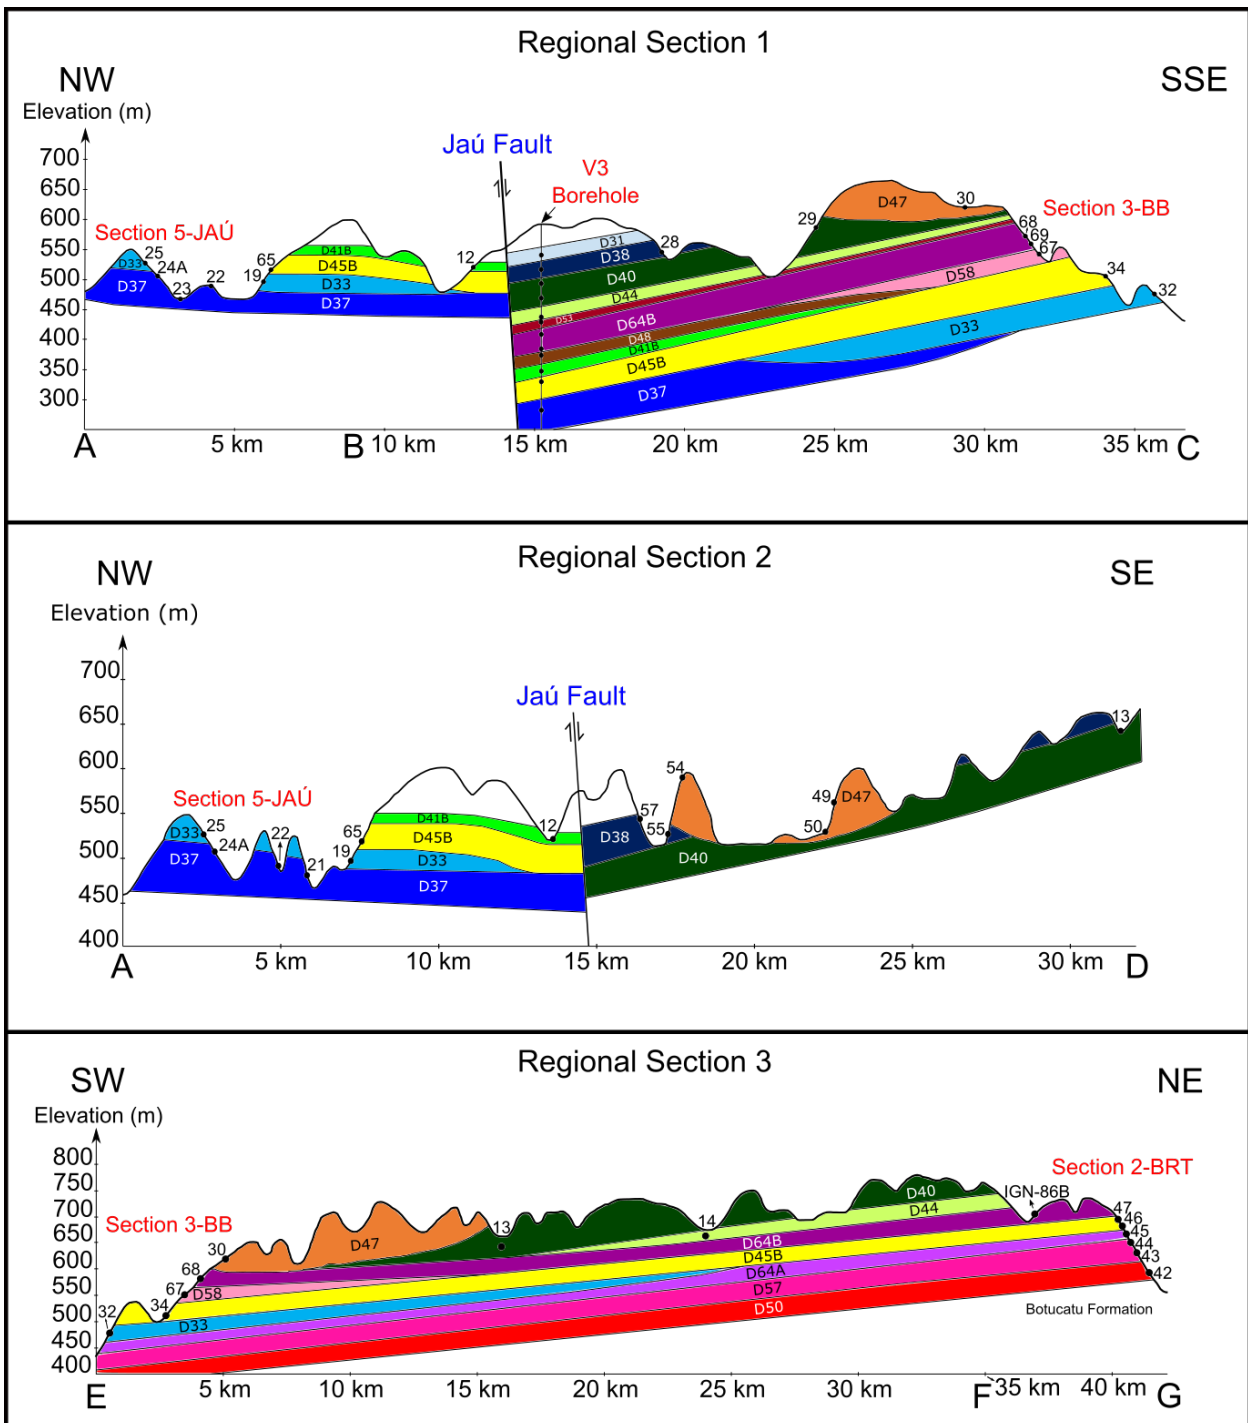 Regional Section 1
NW
SSE
Elevation (m)
Jaú Fault
V3
Borehole
700
650
600
550
500
450
400
350
300
Section 5-JAÚ
Section 3-BB
D33
25
24A
D37
23
22
19
65
D41B
D45B
D33
D37
12
D31
D38
D40
D44
D53
D64B
D48
D41B
D45B
D37
28
29
D47
30
68
69
67
D58
D33
34
32
5 km
10 km
15 km
20 km
25 km
30 km
35 km
A
B
C
Regional Section 2
NW
SE
Elevation (m)
Jaú Fault
700
650
600
550
500
450
400
Section 5-JAÚ
D33
25
24A
D37
22
21
19
65
D41B
D45B
D33
D37
12
D38
57
55
54
D40
49
50
D47
13
5 km
10 km
15 km
20 km
25 km
30 km
A
D
Regional Section 3
SW
NE
Elevation (m)
800
750
700
650
600
550
500
450
400
Section 3-BB
Section 2-BRT
32
34
67
68
30
D47
13
14
D40
D44
IGN-86B
47
46
45
44
43
42
D64B
D45B
D64A
D57
D50
D58
D33
Botucatu Formation
5 km
10 km
15 km
20 km
25 km
30 km
35 km
40 km
E
F
G